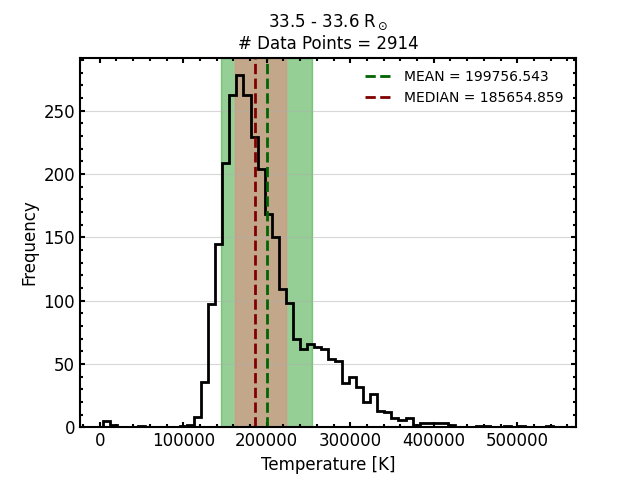 33.5 - 33.6 R⊙
# Data Points = 2914
MEAN = 199756.543
MEDIAN = 185654.859
250
200
150
100
50
0
Frequency
0 100000 200000 300000 400000 500000
Temperature [K]